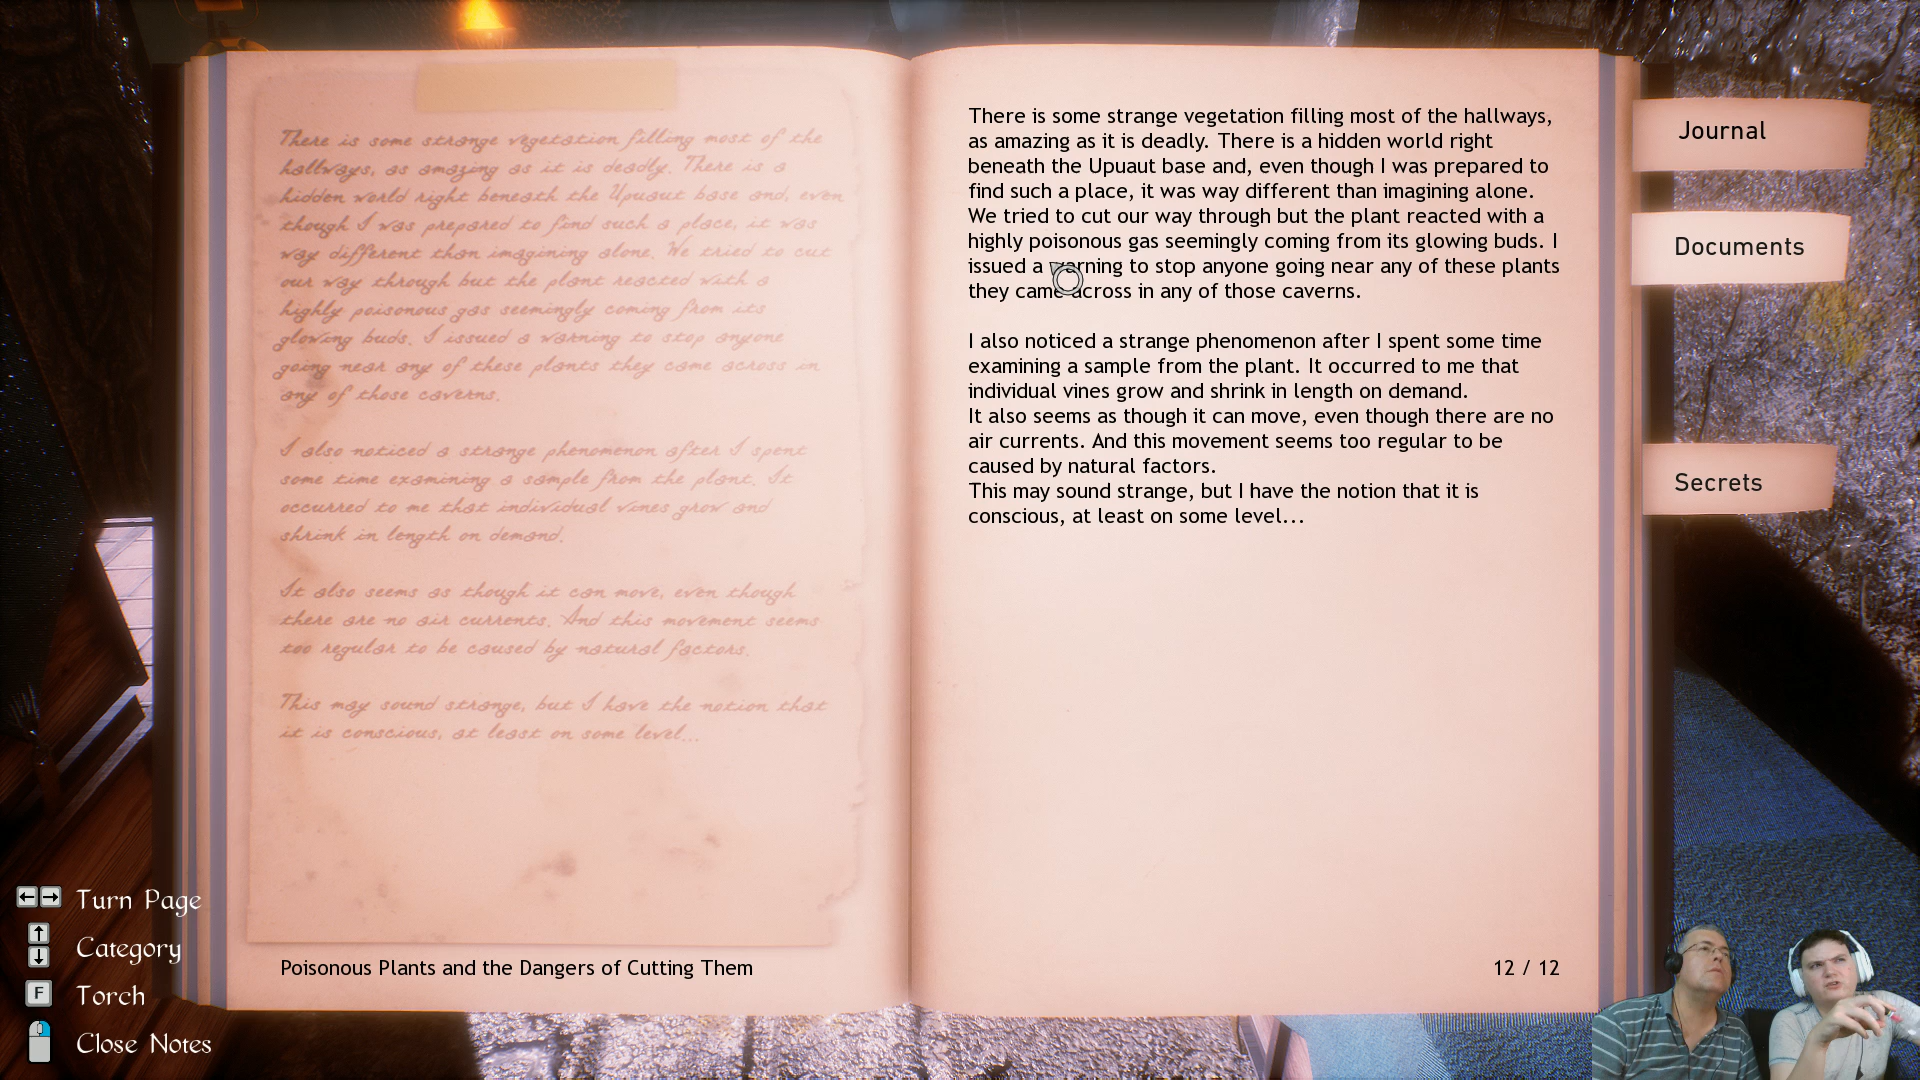 There is some strange vegetation filling most of the
hallways, as amazing as it is deadly. There is a
hidden world right beneath the Upuaut base and, even
though I was prepared to find such a place, it was
way different than imagining alone. We tried to cut
our way through but the plant reacted with a
highly poisonous gas seemingly coming from its
glowing buds. I issued a warning to stop anyone
going near any of these plants they came across in
any of those caverns.
I also noticed a strange phenomenon after I spent
some time examining a sample from the plant. It
occurred to me that individual vines grow and
shrink in length on demand.
It also seems as though it can move, even though
there are no air currents. And this movement seems
too regular to be caused by natural factors.
This may sound strange, but I have the notion that
it is conscious, at least on some level...
Poisonous Plants and the Dangers of Cutting Them
There is some strange vegetation filling most of the hallways,
as amazing as it is deadly. There is a hidden world right
beneath the Upuaut base and, even though I was prepared to
find such a place, it was way different than imagining alone.
We tried to cut our way through but the plant reacted with a
highly poisonous gas seemingly coming from its glowing buds. I
issued a warning to stop anyone going near any of these plants
they came across in any of those caverns.
I also noticed a strange phenomenon after I spent some time
examining a sample from the plant. It occurred to me that
individual vines grow and shrink in length on demand.
It also seems as though it can move, even though there are no
air currents. And this movement seems too regular to be
caused by natural factors.
This may sound strange, but I have the notion that it is
conscious, at least on some level...
12 / 12
Journal
Documents
Secrets
Turn Page
Category
F Torch
Close Notes